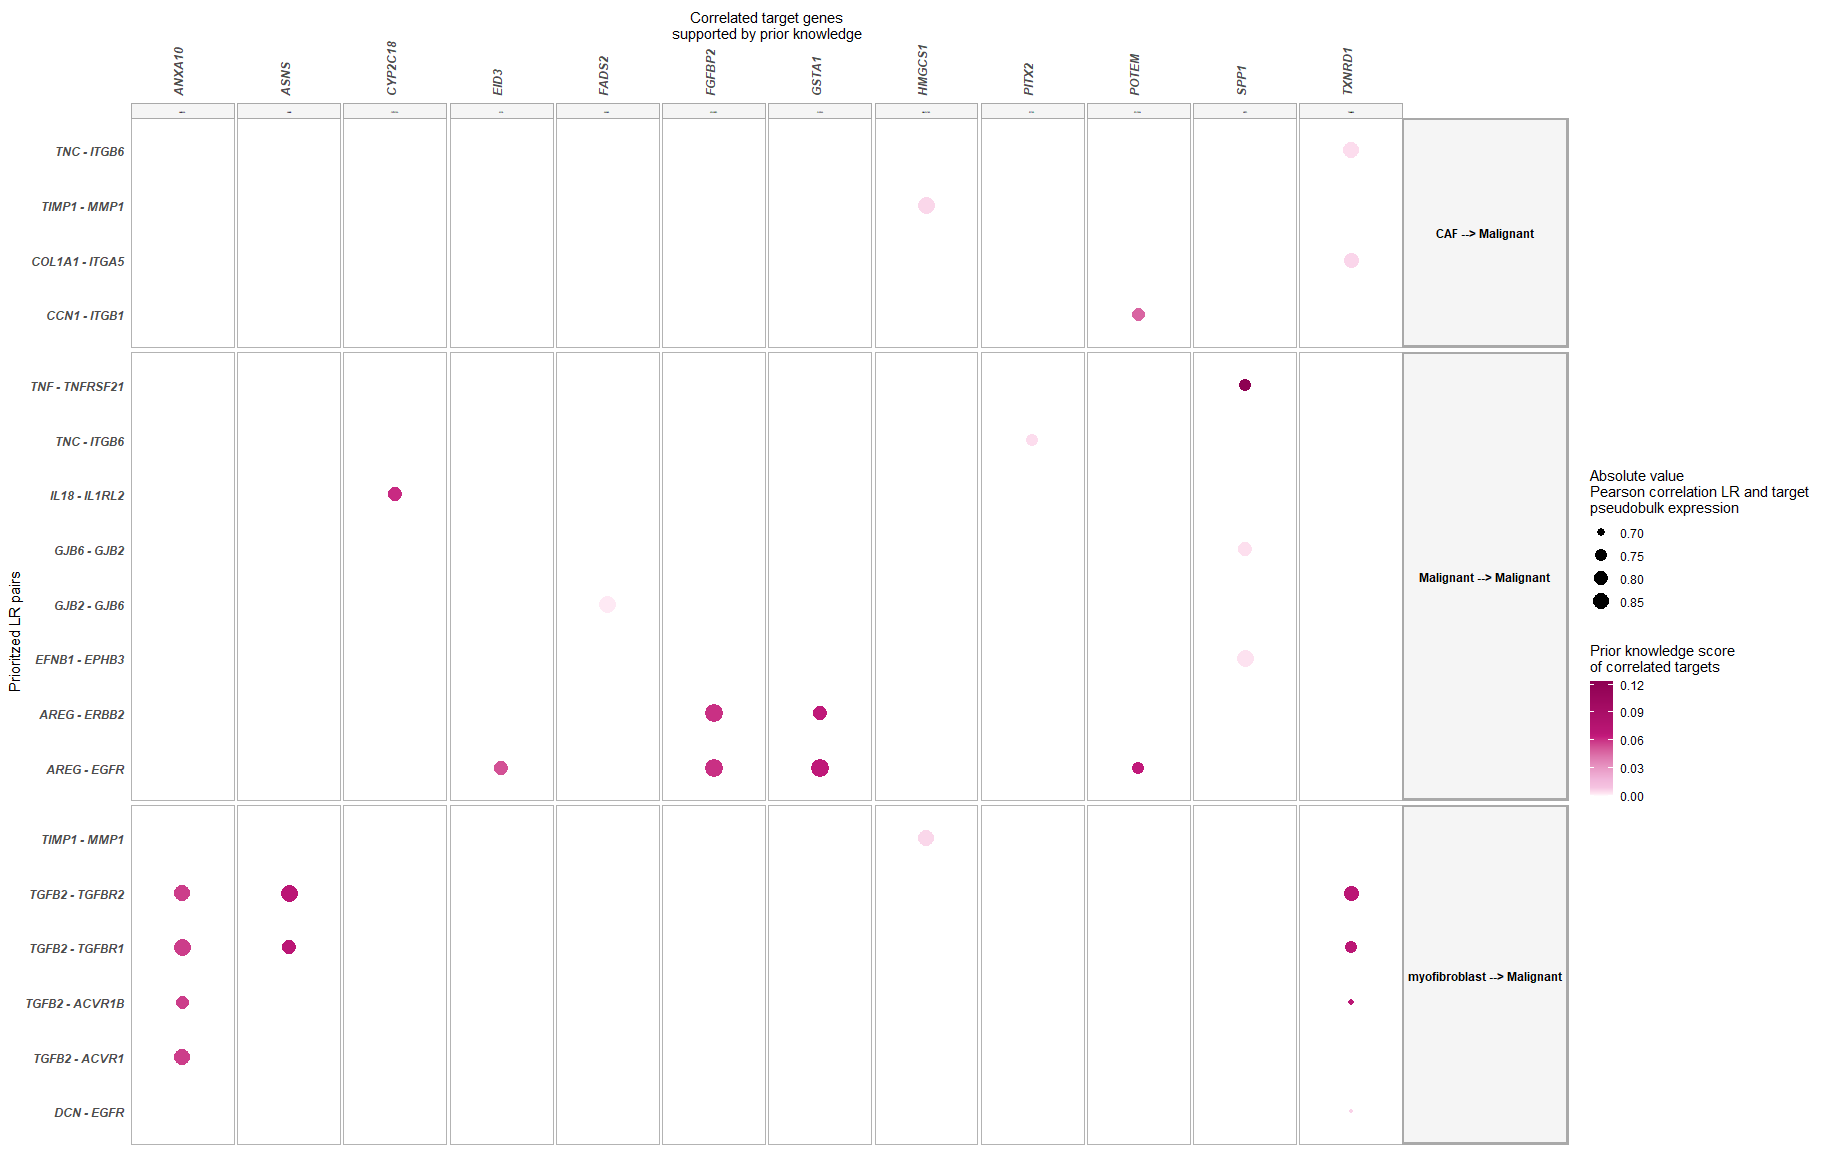 Correlated target genes
supported by prior knowledge
ANXA10
ASNS
CYP2C18
EID3
FADS2
FGFBP2
GSTA1
HMGCS1
PITX2
POTEM
SPP1
TXNRD1
Prioritzed LR pairs
TNC - ITGB6
TIMP1 - MMP1
COL1A1 - ITGA5
CCN1 - ITGB1
CAF --> Malignant
TNF - TNFRSF21
TNC - ITGB6
IL18 - IL1RL2
GJB6 - GJB2
GJB2 - GJB6
EFNB1 - EPHB3
AREG - ERBB2
AREG - EGFR
Malignant --> Malignant
TIMP1 - MMP1
TGFB2 - TGFBR2
TGFB2 - TGFBR1
TGFB2 - ACVR1B
TGFB2 - ACVR1
DCN - EGFR
myofibroblast --> Malignant
Absolute value
Pearson correlation LR and target
pseudobulk expression
0.70
0.75
0.80
0.85
Prior knowledge score
of correlated targets
0.12
0.09
0.06
0.03
0.00